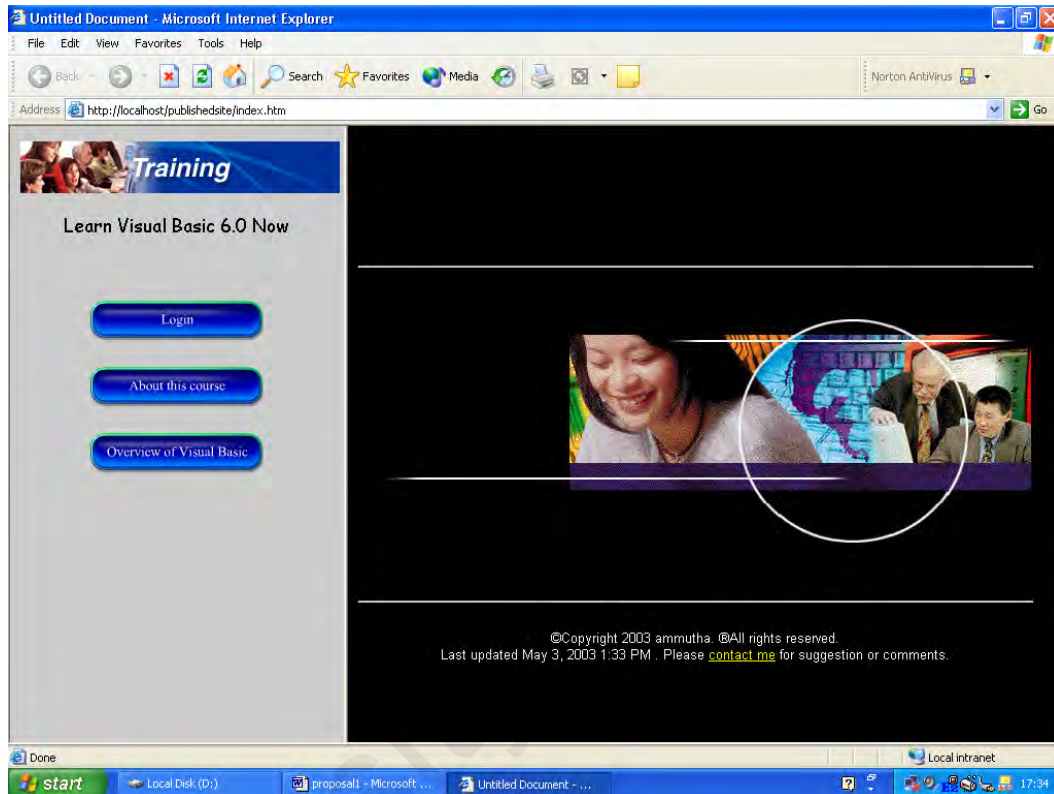 Untitled Document - Microsoft Internet Explorer
File Edit View Favorites Tools Help
Back Search Favorites Media Norton AntiVirus
Address http://localhost/publishedsite/index.htm Go
Training
Learn Visual Basic 6.0 Now
Login
About this course
Overview of Visual Basic
©Copyright 2003 ammutha. ®All rights reserved.
Last updated May 3, 2003 1:33 PM . Please contact me for suggestion or comments.
Done Local intranet
start Local Disk (D:) proposal1 - Microsoft ... Untitled Document - ... 17:34